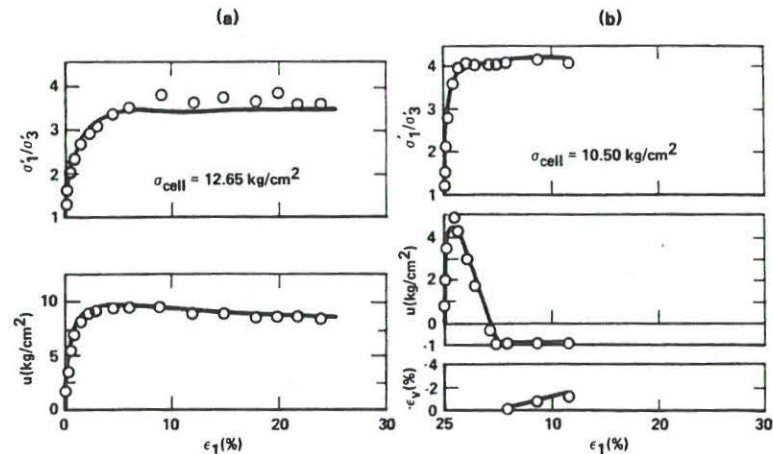 (a)
(b)
σ'1/σ'3
4
3
2
1
σcell = 12.65 kg/cm²
u(kg/cm²)
10
5
0
0
10
20
30
ε1(%)
σ'1/σ'3
4
3
2
1
σcell = 10.50 kg/cm²
u(kg/cm²)
4
2
0
-1
-εv(%)
-4
-2
0
25
10
20
30
ε1(%)